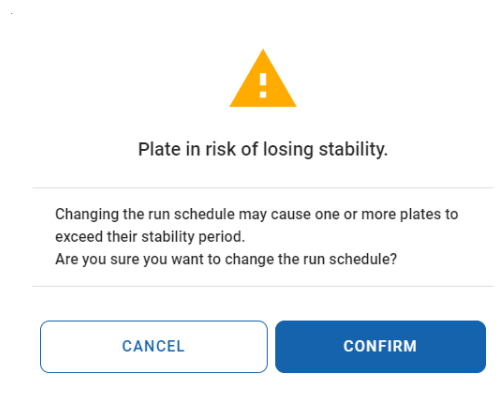 Plate in risk of losing stability.
Changing the run schedule may cause one or more plates to
exceed their stability period.
Are you sure you want to change the run schedule?
CANCEL
CONFIRM